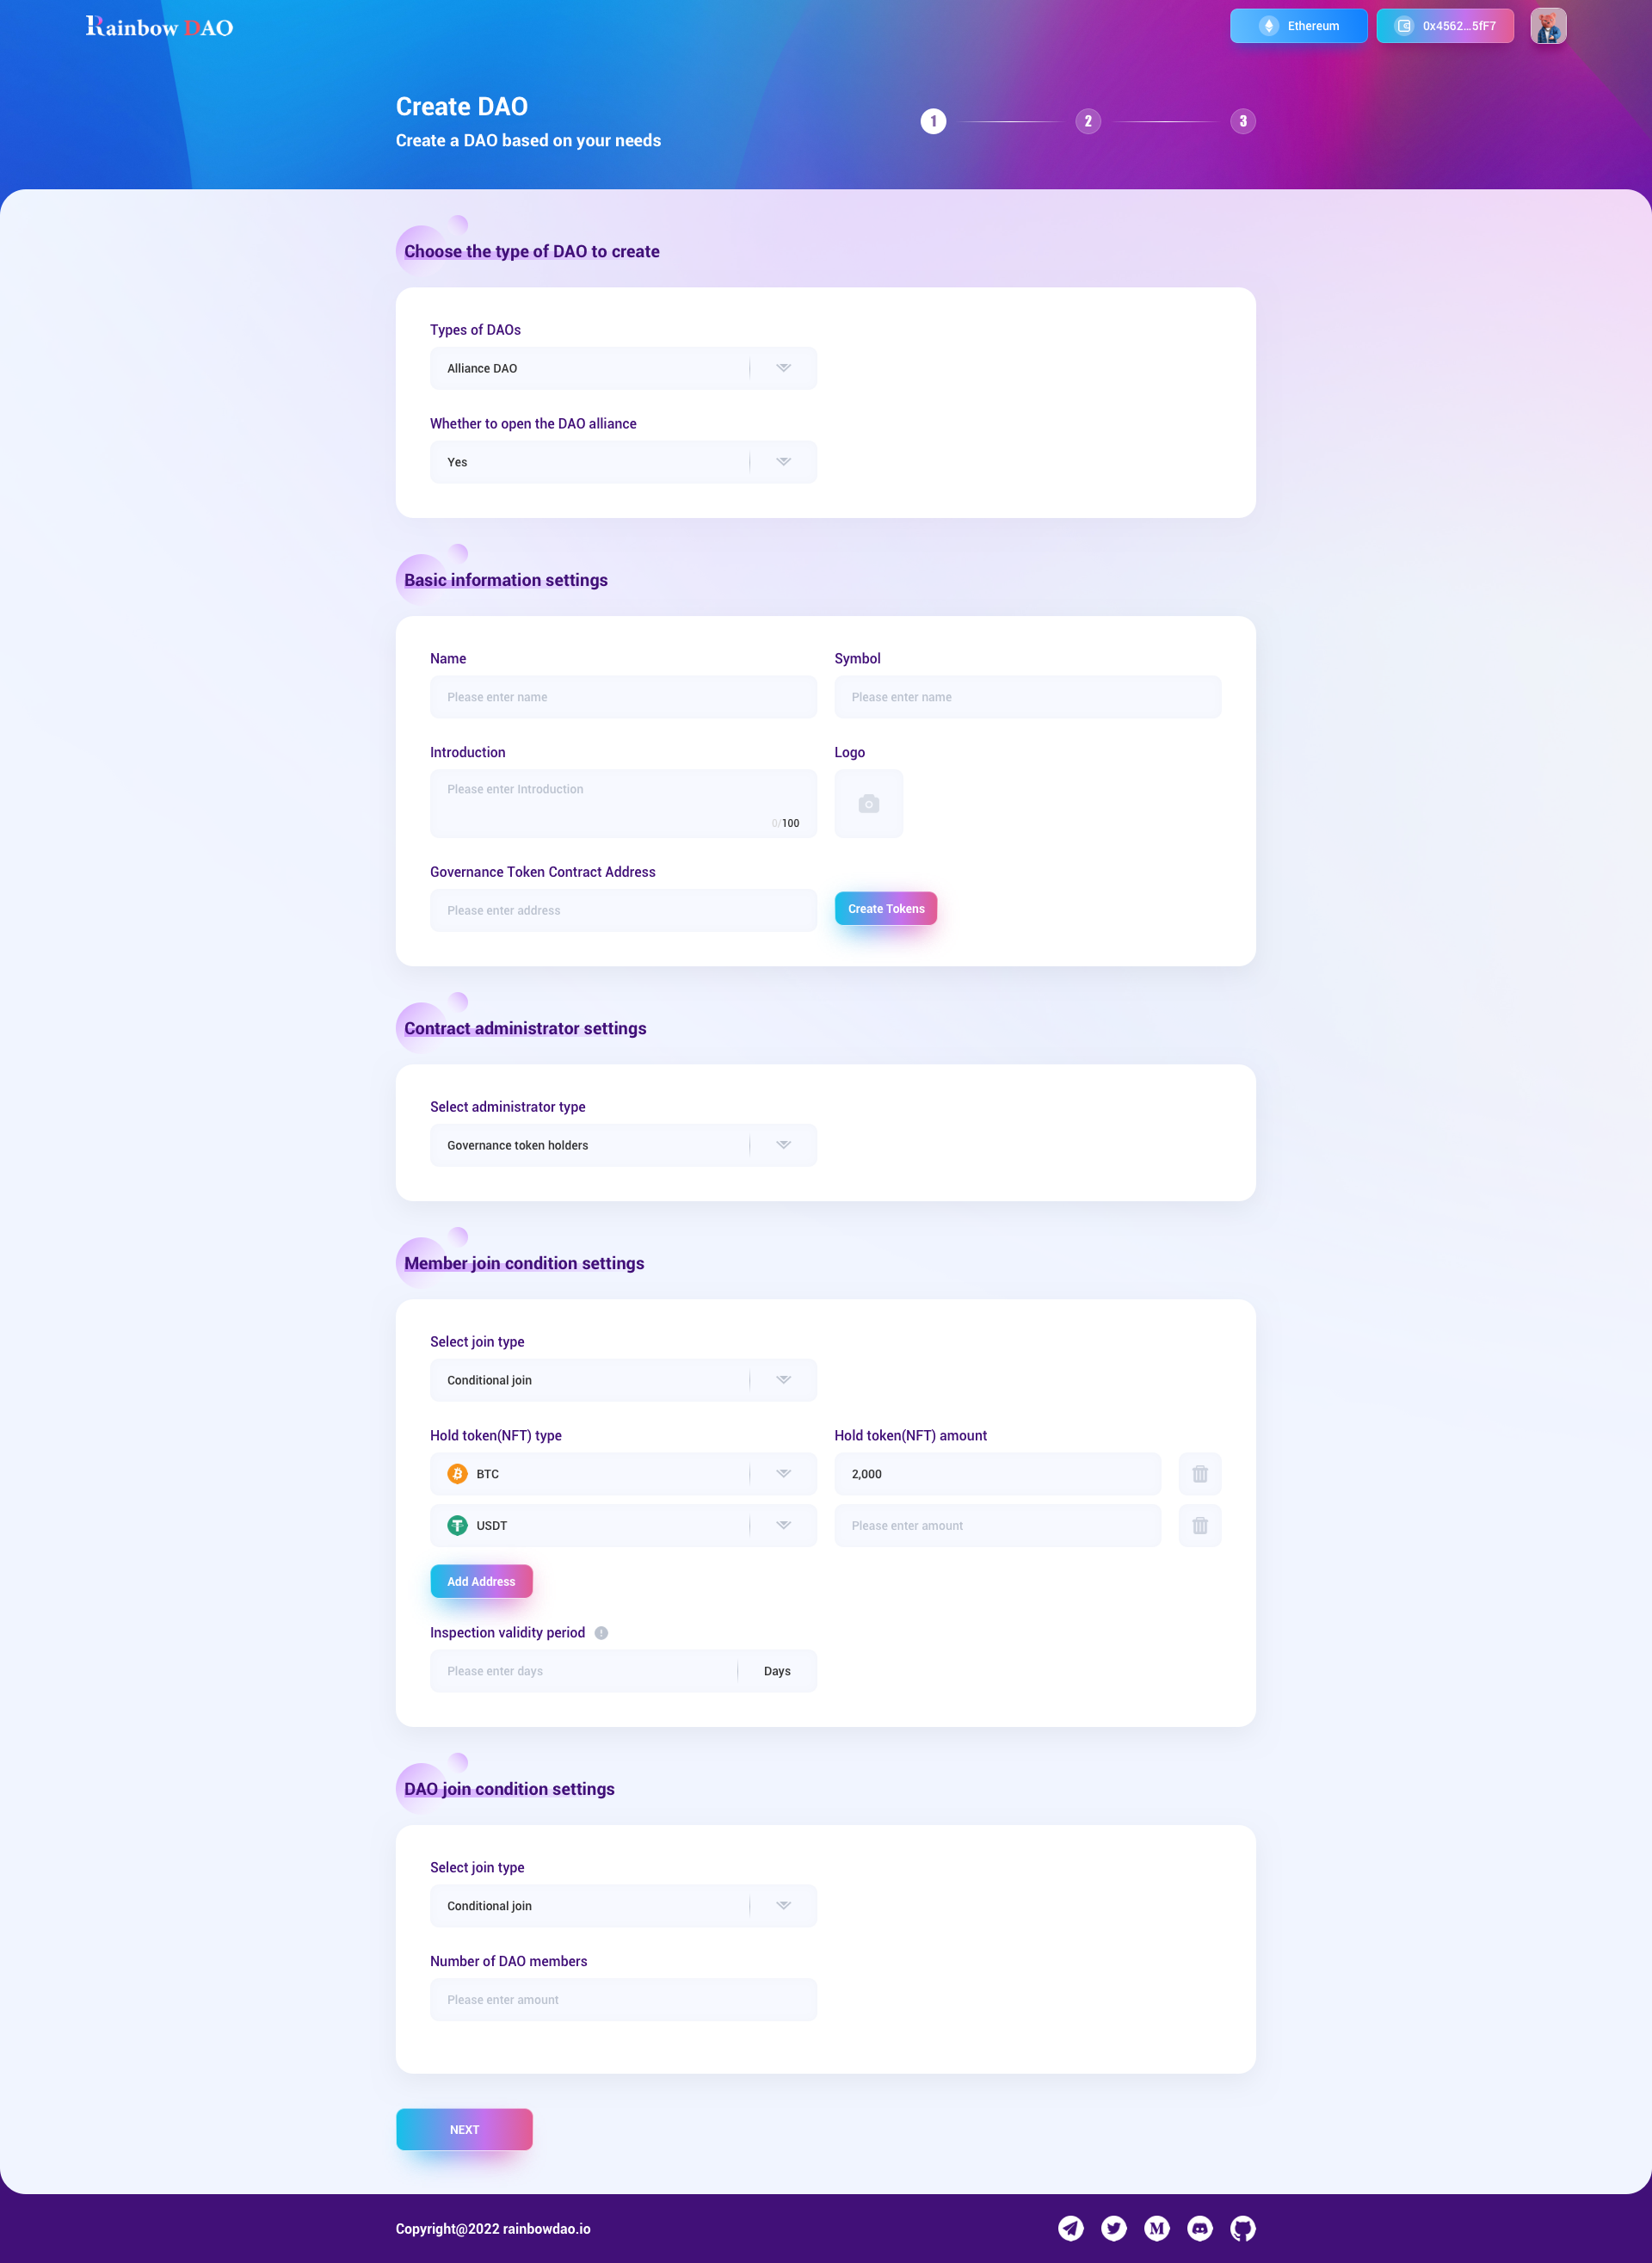 Rainbow DAO
Ethereum
0x4562...5fF7
Create DAO
Create a DAO based on your needs
1
2
3
Choose the type of DAO to create
Types of DAOs
Alliance DAO
Whether to open the DAO alliance
Yes
Basic information settings
Name
Symbol
Please enter name
Please enter name
Introduction
Logo
Please enter Introduction
0/100
Governance Token Contract Address
Please enter address
Create Tokens
Contract administrator settings
Select administrator type
Governance token holders
Member join condition settings
Select join type
Conditional join
Hold token(NFT) type
Hold token(NFT) amount
BTC
2,000
USDT
Please enter amount
Add Address
Inspection validity period
Please enter days
Days
DAO join condition settings
Select join type
Conditional join
Number of DAO members
Please enter amount
NEXT
Copyright@2022 rainbowdao.io